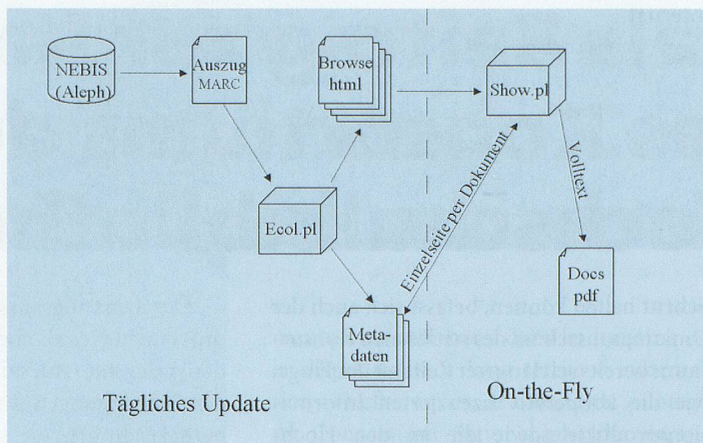 NEBIS
(Aleph)
Auszug
MARC
Browse
html
Show.pl
Ecol.pl
Einzelseite per Dokument
Volltext
Docs
pdf
Meta-
daten
Tägliches Update
On-the-Fly